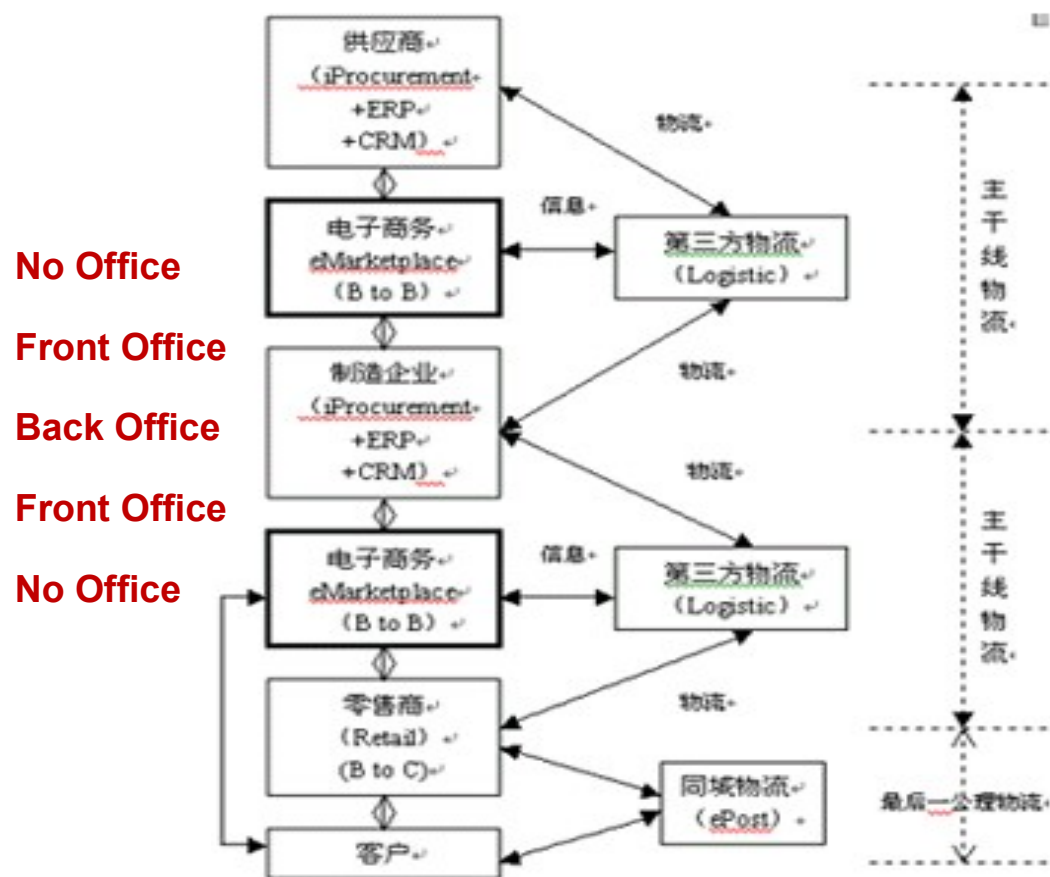 供应商
(iProcurement
+ERP
+CRM)
物流
主
干
线
物
流
信息
电子商务
eMarketplace
(B to B)
第三方物流
(Logistic)
No Office
Front Office
制造企业
(iProcurement
+ERP
+CRM)
物流
Back Office
物流
Front Office
主
干
线
物
流
信息
电子商务
eMarketplace
(B to B)
第三方物流
(Logistic)
No Office
零售商
(Retail)
(B to C)
物流
同城物流
(ePost)
最后一公理物流
客户